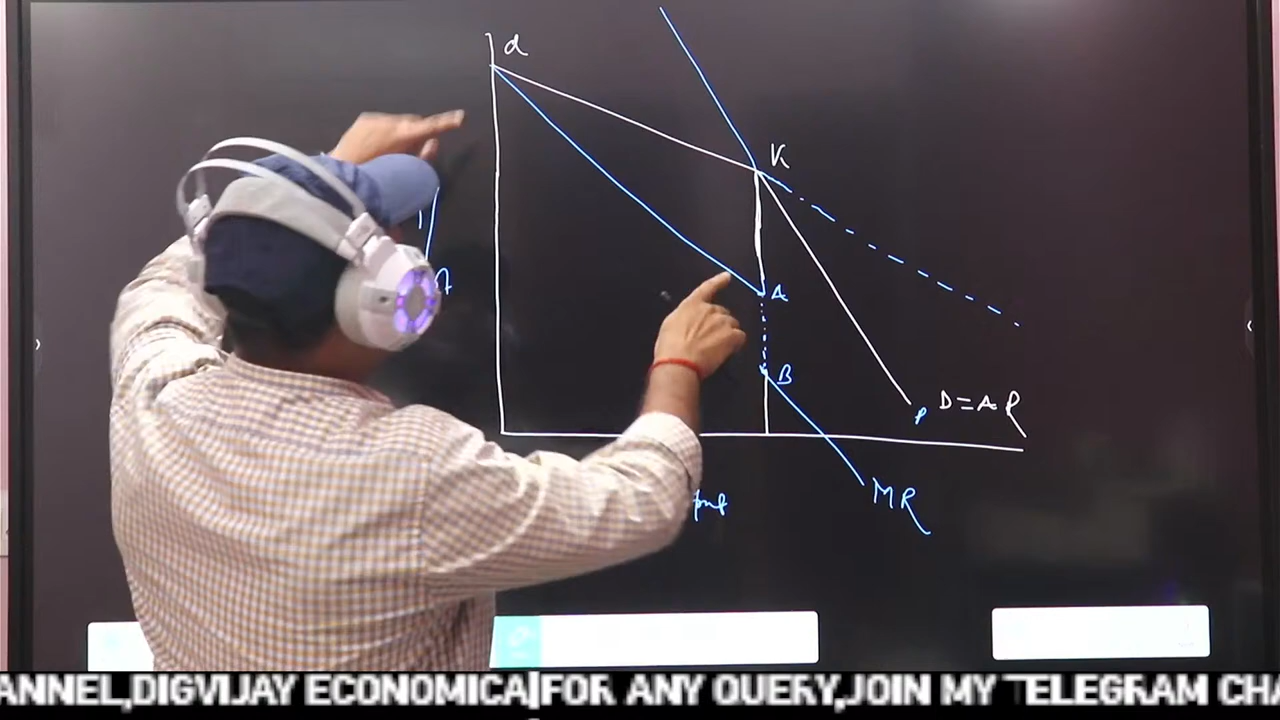 d
K
A
B
P
D=AR
MR
ANNEL,DIGVIJAY ECONOMICA|FOR ANY QUERY,JOIN MY TELEGRAM CHA